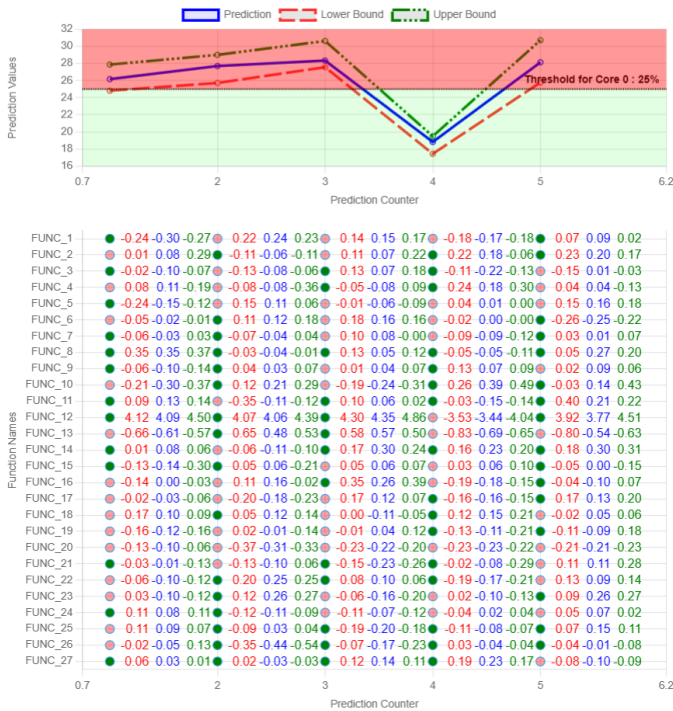 Prediction Lower Bound Upper Bound
32
30
28
26
24
22
20
18
16
Prediction Values
Threshold for Core 0 : 25%
0.7 2 3 4 5 6.2
Prediction Counter
FUNC_1 -0.24 -0.30 -0.27 0.22 0.24 0.23 0.14 0.15 0.17 -0.18 -0.17 -0.18 0.07 0.09 0.02
FUNC_2 0.01 0.08 0.29 -0.11 -0.06 -0.11 0.11 0.07 0.22 0.22 0.18 -0.06 0.23 0.20 0.17
FUNC_3 -0.02 -0.10 -0.07 -0.13 -0.08 -0.06 0.13 0.07 0.18 -0.11 -0.22 -0.13 -0.15 0.01 -0.03
FUNC_4 0.08 0.11 -0.19 -0.08 -0.08 -0.36 -0.05 -0.08 0.09 0.24 0.18 0.30 0.04 0.04 -0.13
FUNC_5 -0.24 -0.15 -0.12 0.15 0.11 0.06 -0.01 -0.06 -0.09 0.04 0.01 0.00 0.15 0.16 0.18
FUNC_6 -0.05 -0.02 -0.01 0.11 0.12 0.18 0.18 0.16 0.16 -0.02 0.00 -0.00 -0.26 -0.25 -0.22
FUNC_7 -0.06 -0.03 0.03 -0.07 -0.04 0.04 0.10 0.08 -0.00 -0.09 -0.09 -0.12 0.03 0.01 0.07
FUNC_8 0.35 0.35 0.37 -0.03 -0.04 -0.01 0.13 0.05 0.12 -0.05 -0.05 -0.11 0.05 0.27 0.20
FUNC_9 -0.06 -0.10 -0.14 0.04 0.03 0.07 0.01 0.04 0.07 0.13 0.07 0.09 0.02 0.09 0.06
FUNC_10 -0.21 -0.30 -0.37 0.12 0.21 0.29 -0.19 -0.24 -0.31 0.26 0.39 0.49 -0.03 0.14 0.43
FUNC_11 0.09 0.13 0.14 -0.35 -0.11 -0.12 0.10 0.06 0.02 -0.03 -0.15 -0.14 0.40 0.21 0.22
FUNC_12 4.12 4.09 4.50 4.07 4.06 4.39 4.30 4.35 4.86 -3.53 -3.44 -4.04 3.92 3.77 4.51
FUNC_13 -0.66 -0.61 -0.57 0.65 0.48 0.53 0.58 0.57 0.50 -0.83 -0.69 -0.65 -0.80 -0.54 -0.63
FUNC_14 0.01 0.08 0.06 -0.06 -0.11 -0.10 0.17 0.30 0.24 0.16 0.23 0.20 0.18 0.30 0.31
FUNC_15 -0.13 -0.14 -0.30 0.05 0.06 -0.21 0.05 0.06 0.07 0.03 0.06 0.10 -0.05 0.00 -0.15
FUNC_16 -0.14 0.00 -0.03 0.11 0.16 -0.02 0.35 0.26 0.39 -0.19 -0.18 -0.15 -0.04 -0.10 0.07
FUNC_17 -0.02 -0.03 -0.06 -0.20 -0.18 -0.23 0.17 0.12 0.07 -0.16 -0.16 -0.15 0.17 0.13 0.20
FUNC_18 0.17 0.10 0.09 0.05 0.12 0.14 0.00 -0.11 -0.05 0.12 0.15 0.21 -0.02 0.05 0.06
FUNC_19 -0.16 -0.12 -0.16 0.02 -0.01 -0.14 -0.01 0.04 0.12 -0.13 -0.11 -0.21 -0.11 -0.09 0.18
FUNC_20 -0.13 -0.10 -0.06 -0.37 -0.31 -0.33 -0.23 -0.22 -0.20 -0.23 -0.23 -0.22 -0.21 -0.21 -0.23
FUNC_21 -0.03 -0.01 -0.13 -0.13 -0.10 0.06 -0.15 -0.23 -0.26 -0.02 -0.08 -0.29 0.11 0.11 0.28
FUNC_22 -0.06 -0.10 -0.12 0.20 0.25 0.25 0.08 0.10 0.06 -0.19 -0.17 -0.21 0.13 0.09 0.14
FUNC_23 0.03 -0.10 -0.12 0.12 0.26 0.27 -0.06 -0.16 -0.20 0.02 -0.10 -0.13 0.09 0.26 0.27
FUNC_24 0.11 0.08 0.11 -0.12 -0.11 -0.09 -0.11 -0.07 -0.12 -0.04 0.02 0.04 0.05 0.07 0.02
FUNC_25 0.11 0.09 0.07 -0.09 0.03 0.04 -0.19 -0.20 -0.18 -0.11 -0.08 -0.07 0.07 0.15 0.11
FUNC_26 -0.02 -0.05 0.13 -0.35 -0.44 -0.54 -0.07 -0.17 -0.23 0.03 -0.04 -0.04 -0.04 -0.01 -0.08
FUNC_27 0.06 0.03 0.01 0.02 -0.03 -0.03 0.12 0.14 0.11 0.19 0.23 0.17 -0.08 -0.10 -0.09
Function Names
0.7 2 3 4 5 6.2
Prediction Counter